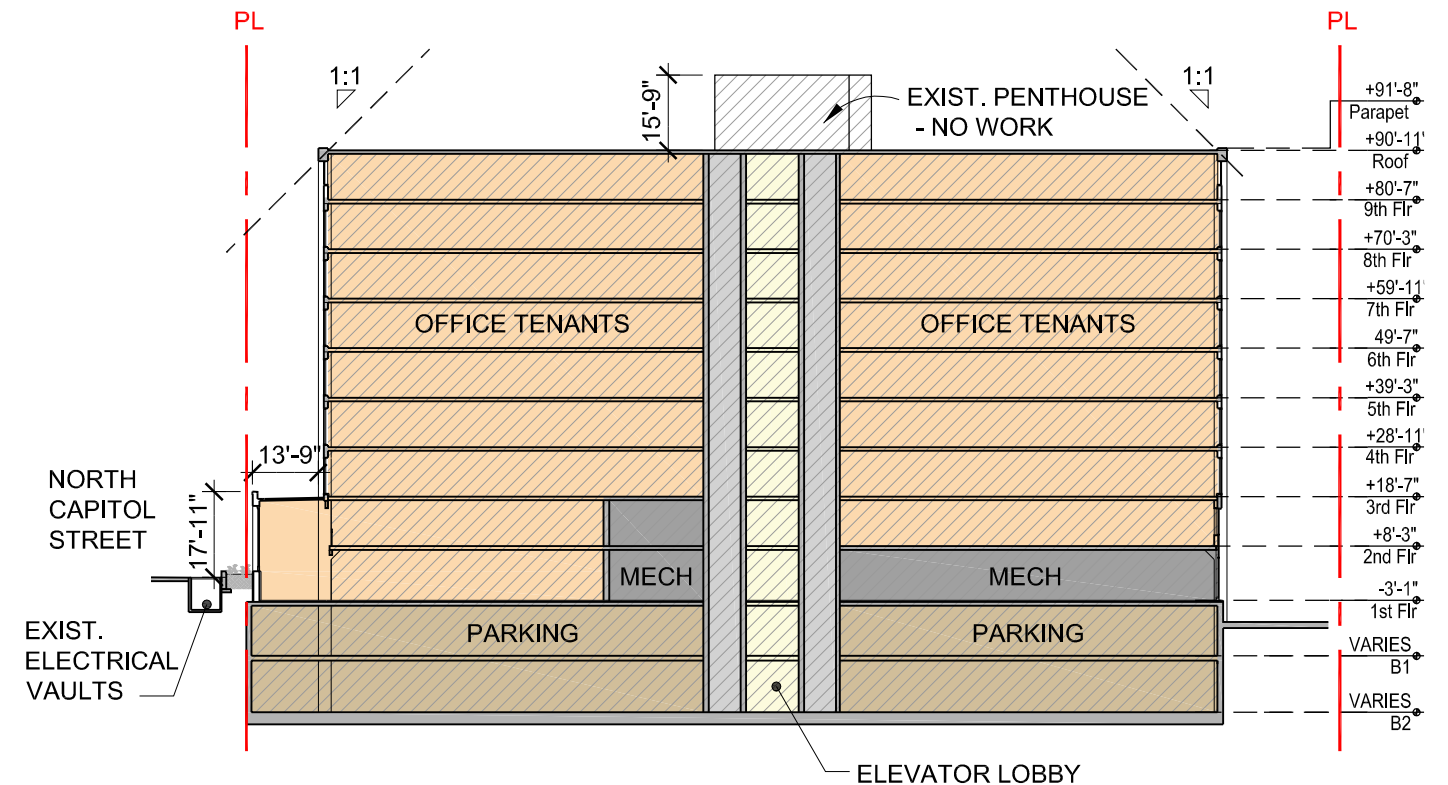 PL
PL
1:1
1:1
15'-9"
EXIST. PENTHOUSE
- NO WORK
+91'-8"
Parapet
+90'-11'
Roof
+80'-7"
9th Flr
+70'-3"
8th Flr
+59'-11'
7th Flr
OFFICE TENANTS
OFFICE TENANTS
49'-7"
6th Flr
+39'-3"
5th Flr
+28'-11'
4th Flr
13'-9"
NORTH
CAPITOL
STREET
17'-11"
+18'-7"
3rd Flr
+8'-3"
2nd Flr
MECH
MECH
-3'-1"
1st Flr
EXIST.
ELECTRICAL
VAULTS
PARKING
PARKING
VARIES
B1
VARIES
B2
ELEVATOR LOBBY